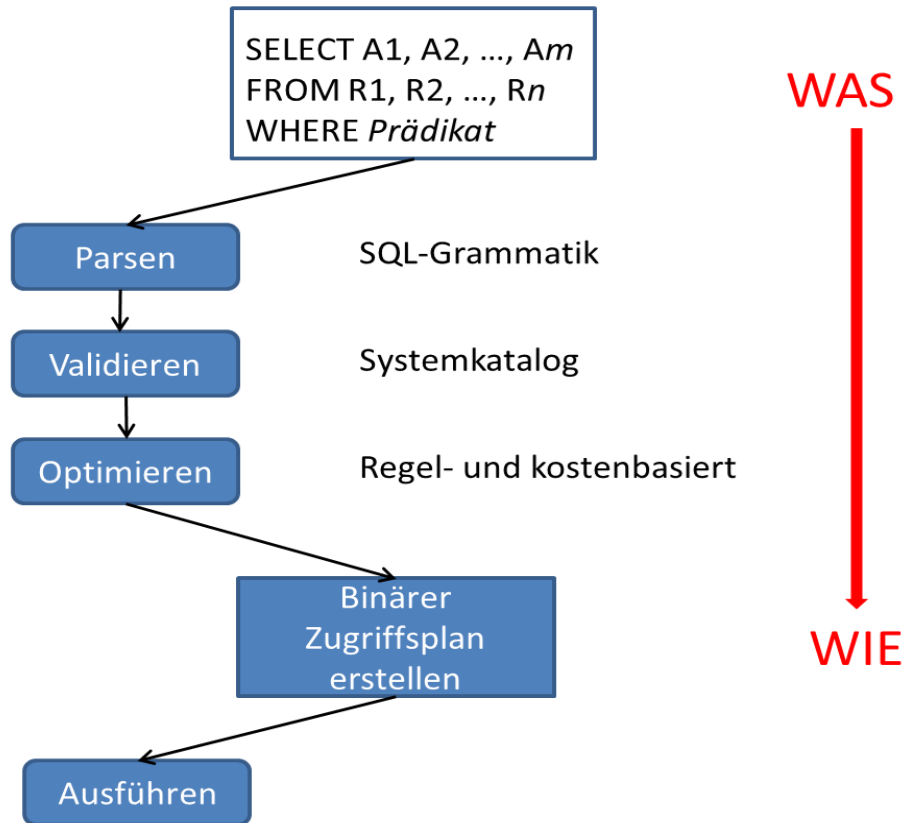 SELECT A1, A2, ..., Am
FROM R1, R2, ..., Rn
WHERE Prädikat
WAS
Parsen
SQL-Grammatik
Validieren
Systemkatalog
Optimieren
Regel- und kostenbasiert
Binärer
Zugriffsplan
erstellen
WIE
Ausführen